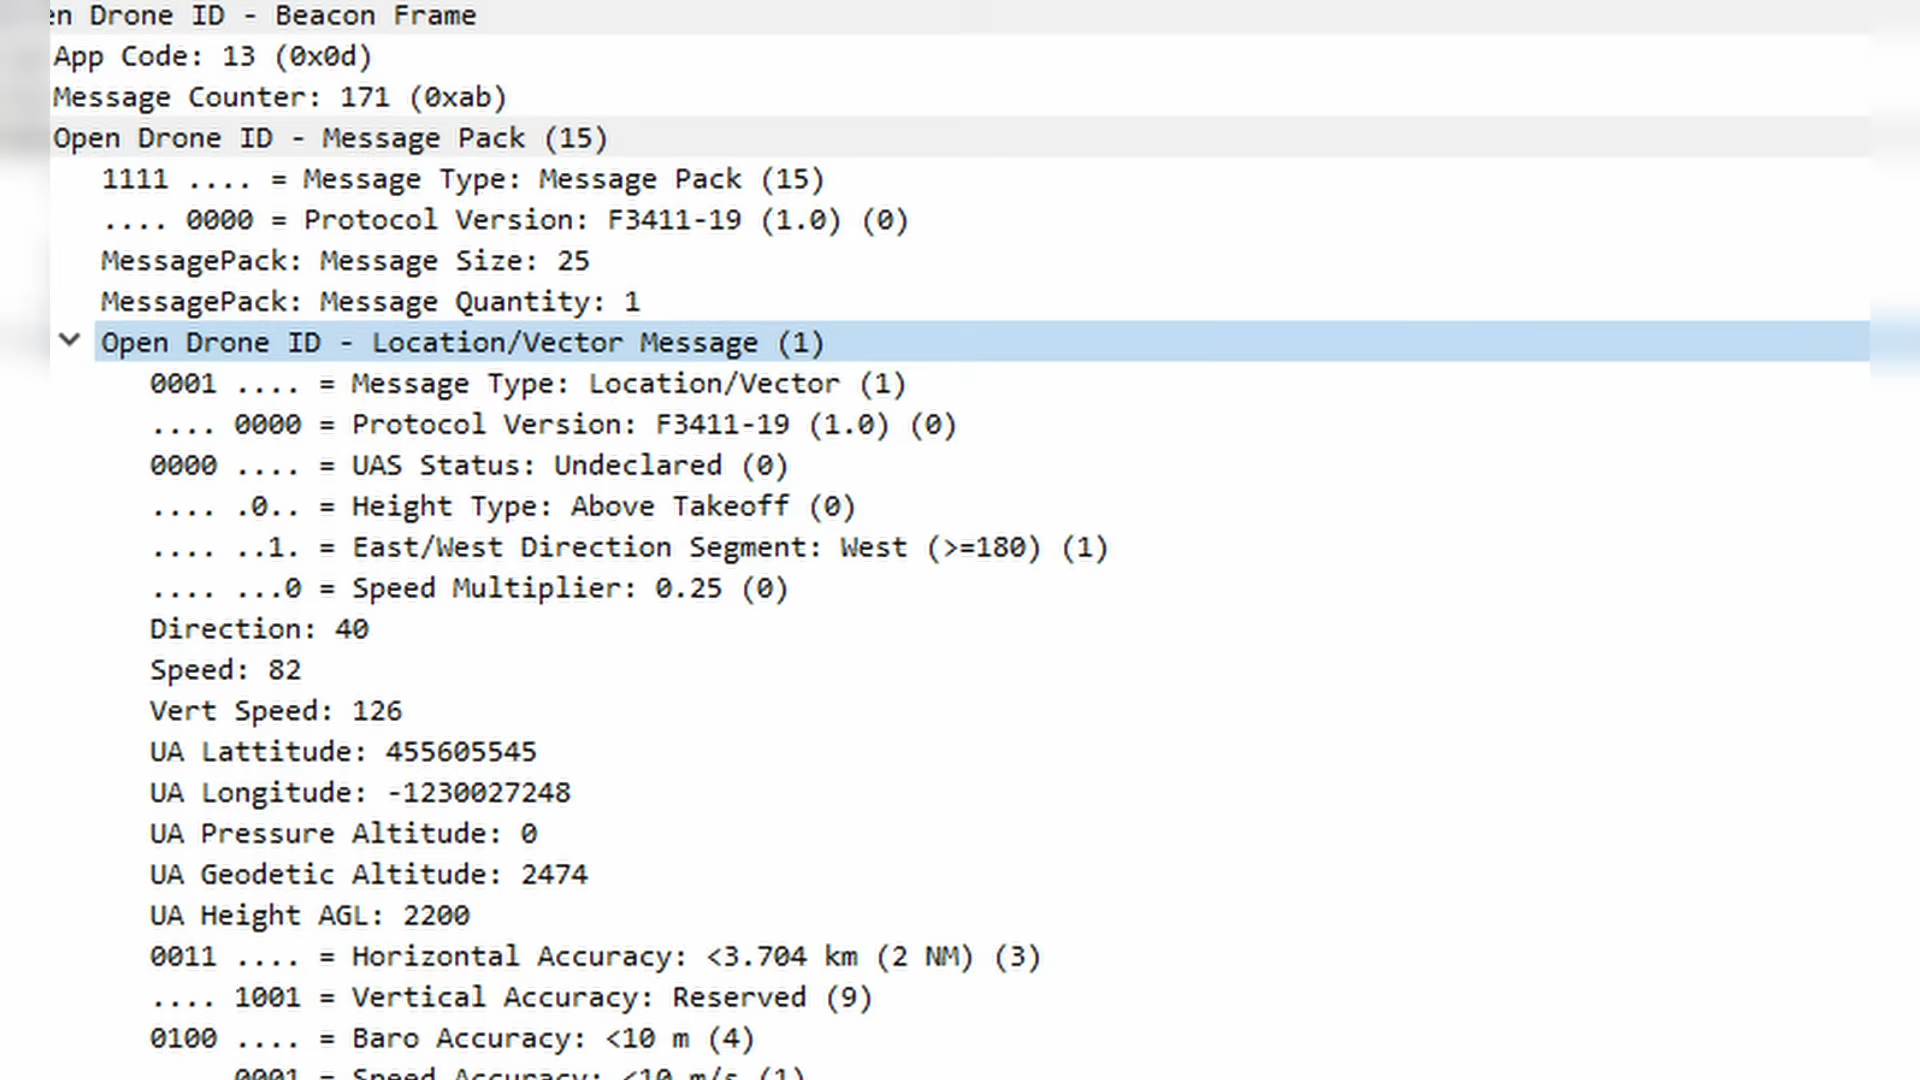 en Drone ID - Beacon Frame
App Code: 13 (0x0d)
Message Counter: 171 (0xab)
Open Drone ID - Message Pack (15)
1111 .... = Message Type: Message Pack (15)
.... 0000 = Protocol Version: F3411-19 (1.0) (0)
MessagePack: Message Size: 25
MessagePack: Message Quantity: 1
Open Drone ID - Location/Vector Message (1)
0001 .... = Message Type: Location/Vector (1)
.... 0000 = Protocol Version: F3411-19 (1.0) (0)
0000 .... = UAS Status: Undeclared (0)
.... .0.. = Height Type: Above Takeoff (0)
.... ..1. = East/West Direction Segment: West (>=180) (1)
.... ...0 = Speed Multiplier: 0.25 (0)
Direction: 40
Speed: 82
Vert Speed: 126
UA Lattitude: 455605545
UA Longitude: -1230027248
UA Pressure Altitude: 0
UA Geodetic Altitude: 2474
UA Height AGL: 2200
0011 .... = Horizontal Accuracy: <3.704 km (2 NM) (3)
.... 1001 = Vertical Accuracy: Reserved (9)
0100 .... = Baro Accuracy: <10 m (4)
0001 = Speed Accuracy: <10 m/s (1)